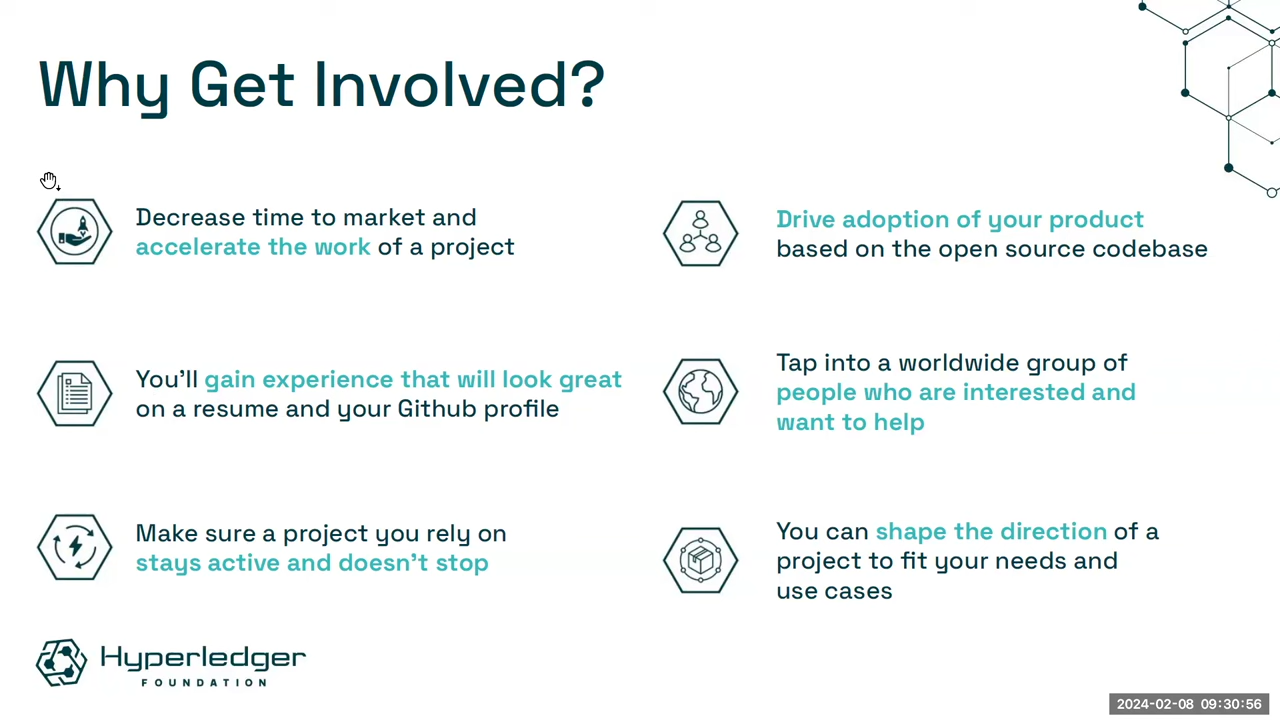 Why Get Involved?
Decrease time to market and
accelerate the work of a project
You'll gain experience that will look great
on a resume and your Github profile
Make sure a project you rely on
stays active and doesn't stop
Drive adoption of your product
based on the open source codebase
Tap into a worldwide group of
people who are interested and
want to help
You can shape the direction of a
project to fit your needs and
use cases
Hyperledger
FOUNDATION
2024-02-08 09:30:56